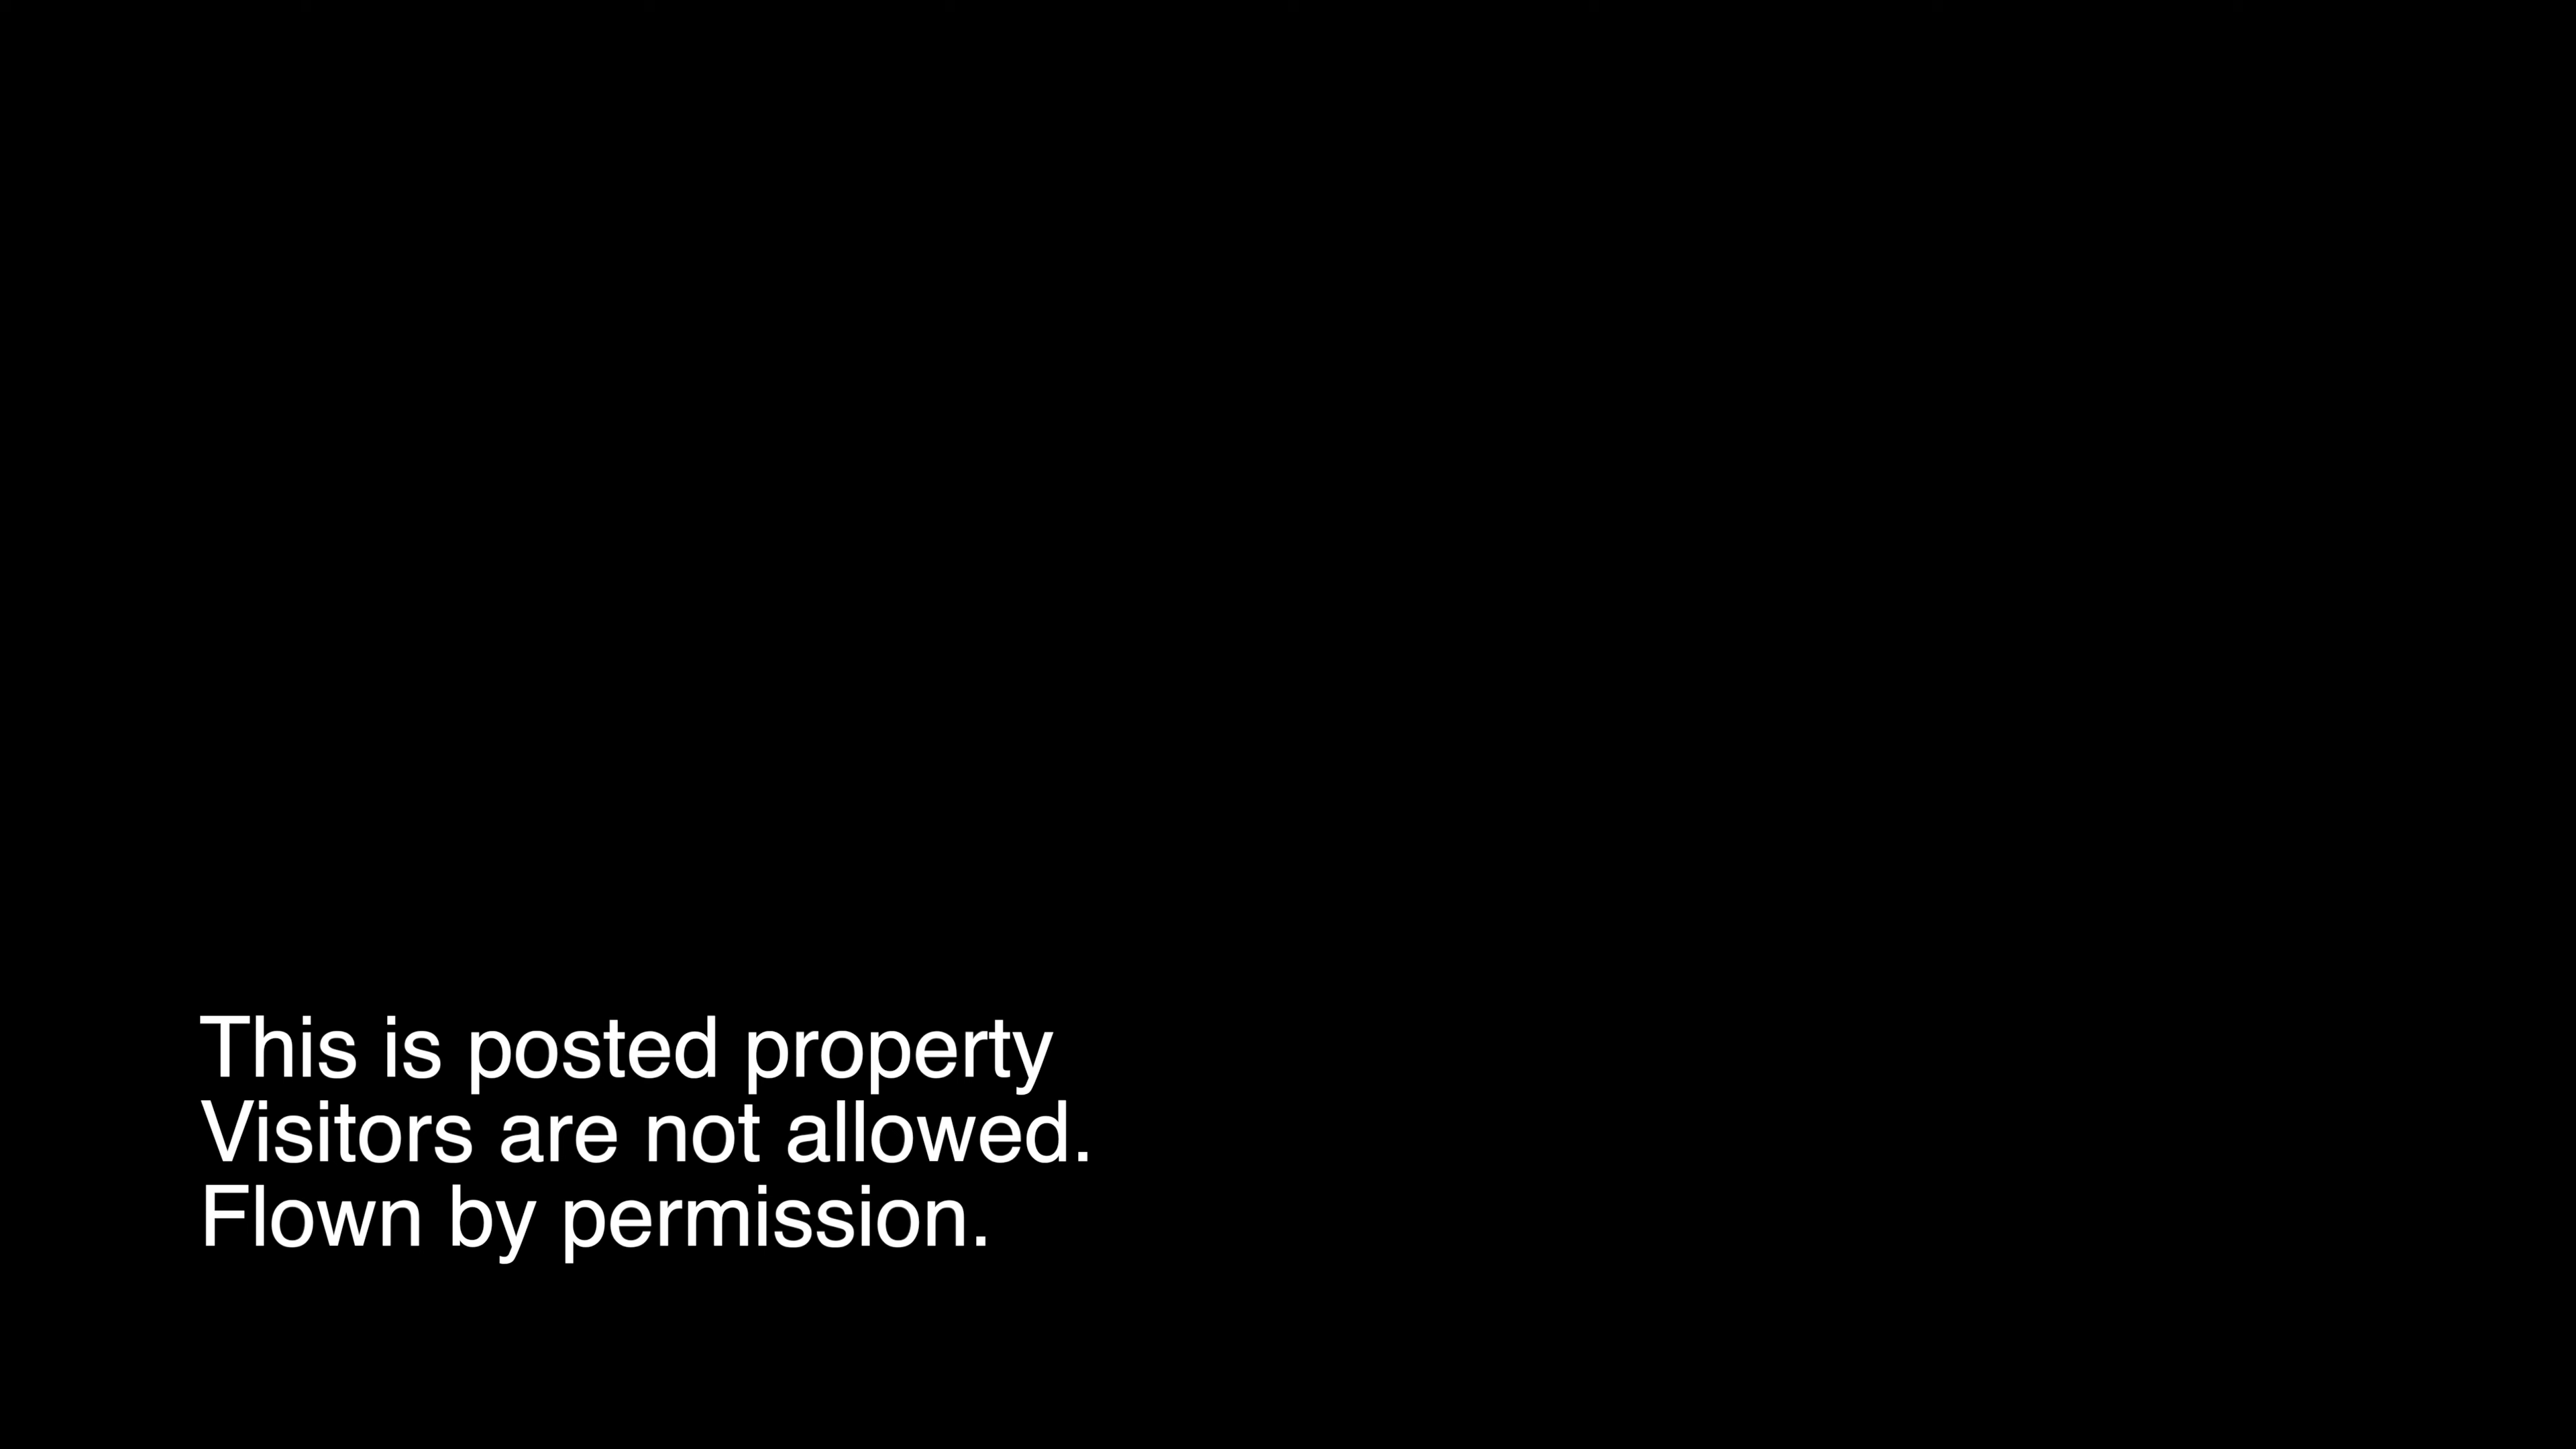 This is posted property
Visitors are not allowed.
Flown by permission.